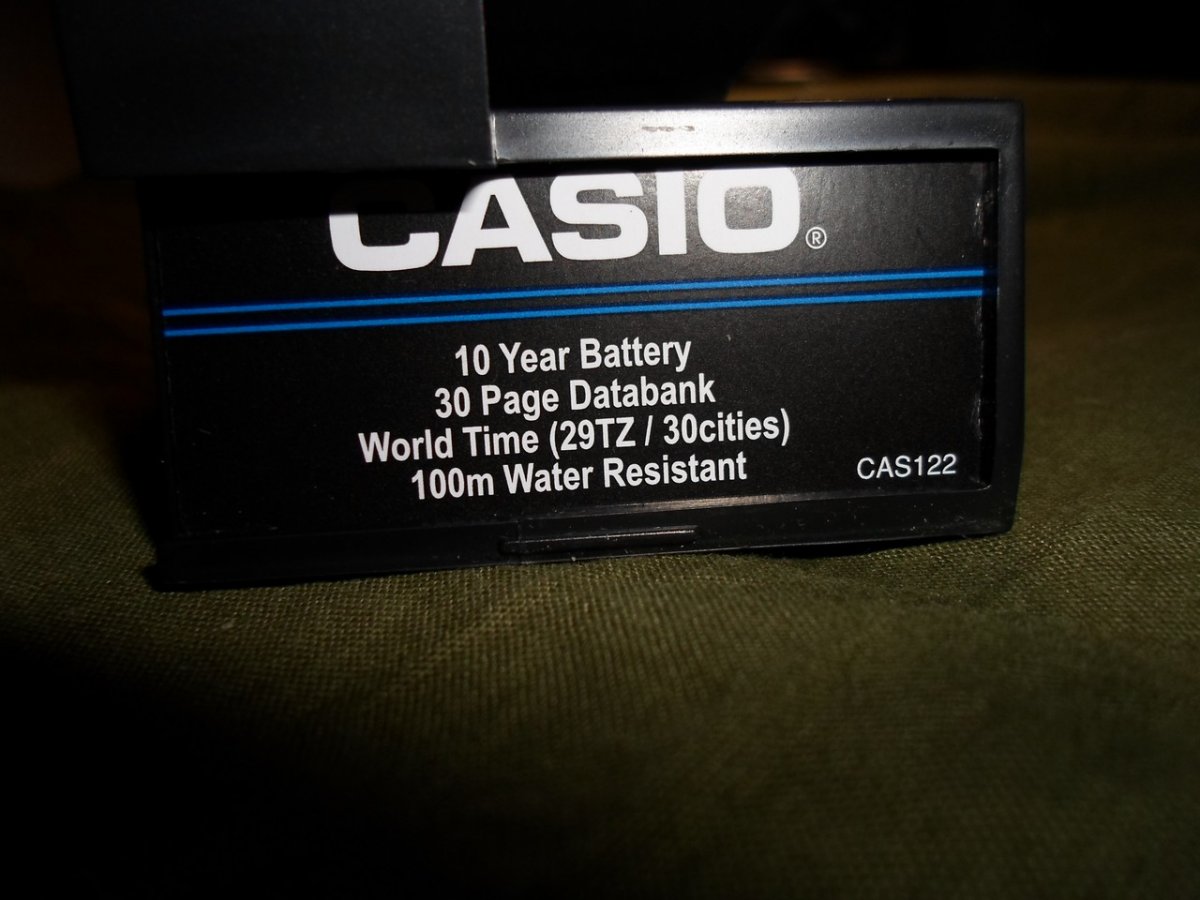 CASIO®
10 Year Battery
30 Page Databank
World Time (29TZ / 30cities)
100m Water Resistant
CAS122